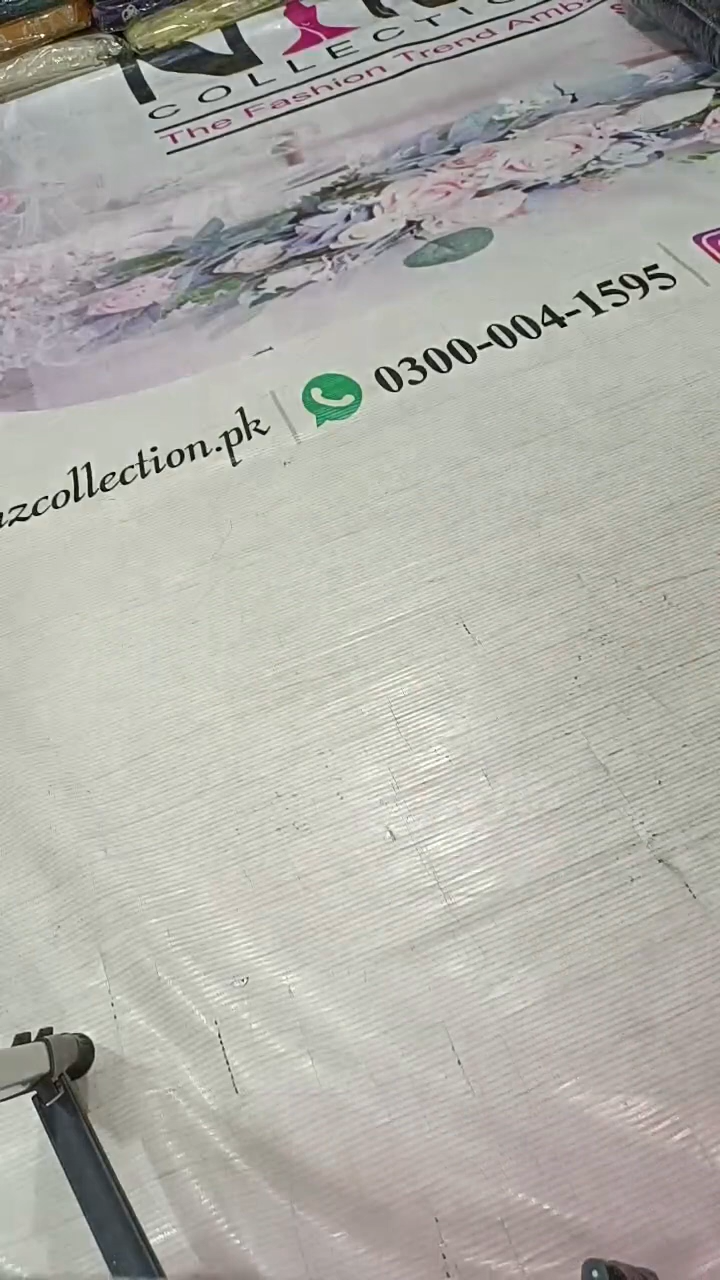 COLLECTIO
The Fashion Trend Amb
zcollection.pk | 0300-004-1595 |